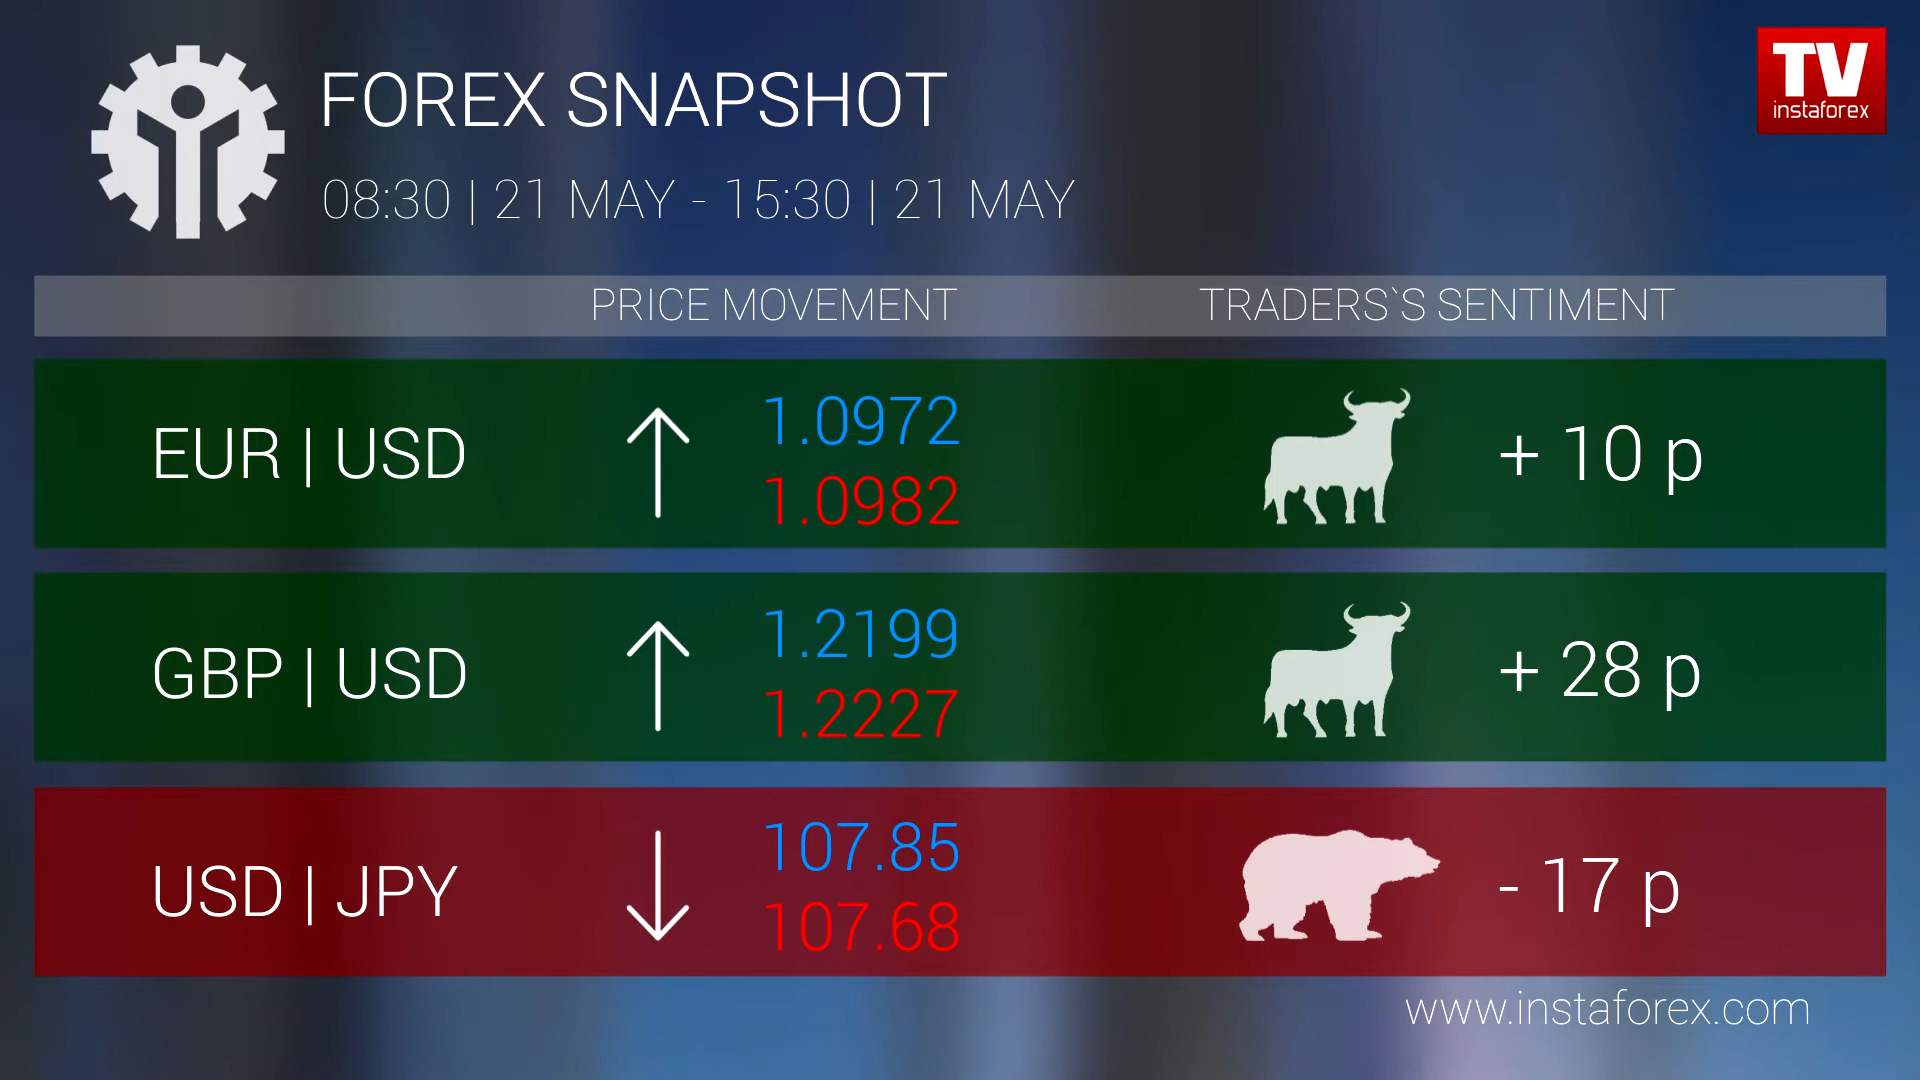 FOREX SNAPSHOT
TV
instaforex
08:30 | 21 MAY - 15:30 | 21 MAY
PRICE MOVEMENT
TRADERS`S SENTIMENT
EUR | USD
1.0972
1.0982
+ 10 p
GBP | USD
1.2199
1.2227
+ 28 p
USD | JPY
107.85
107.68
- 17 p
www.instaforex.com